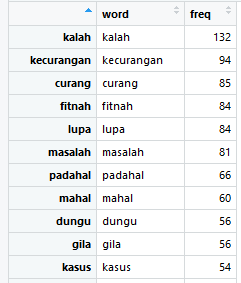 word freq
kalah kalah 132
kecurangan kecurangan 94
curang curang 85
fitnah fitnah 84
lupa lupa 84
masalah masalah 81
padahal padahal 66
mahal mahal 60
dungu dungu 56
gila gila 56
kasus kasus 54